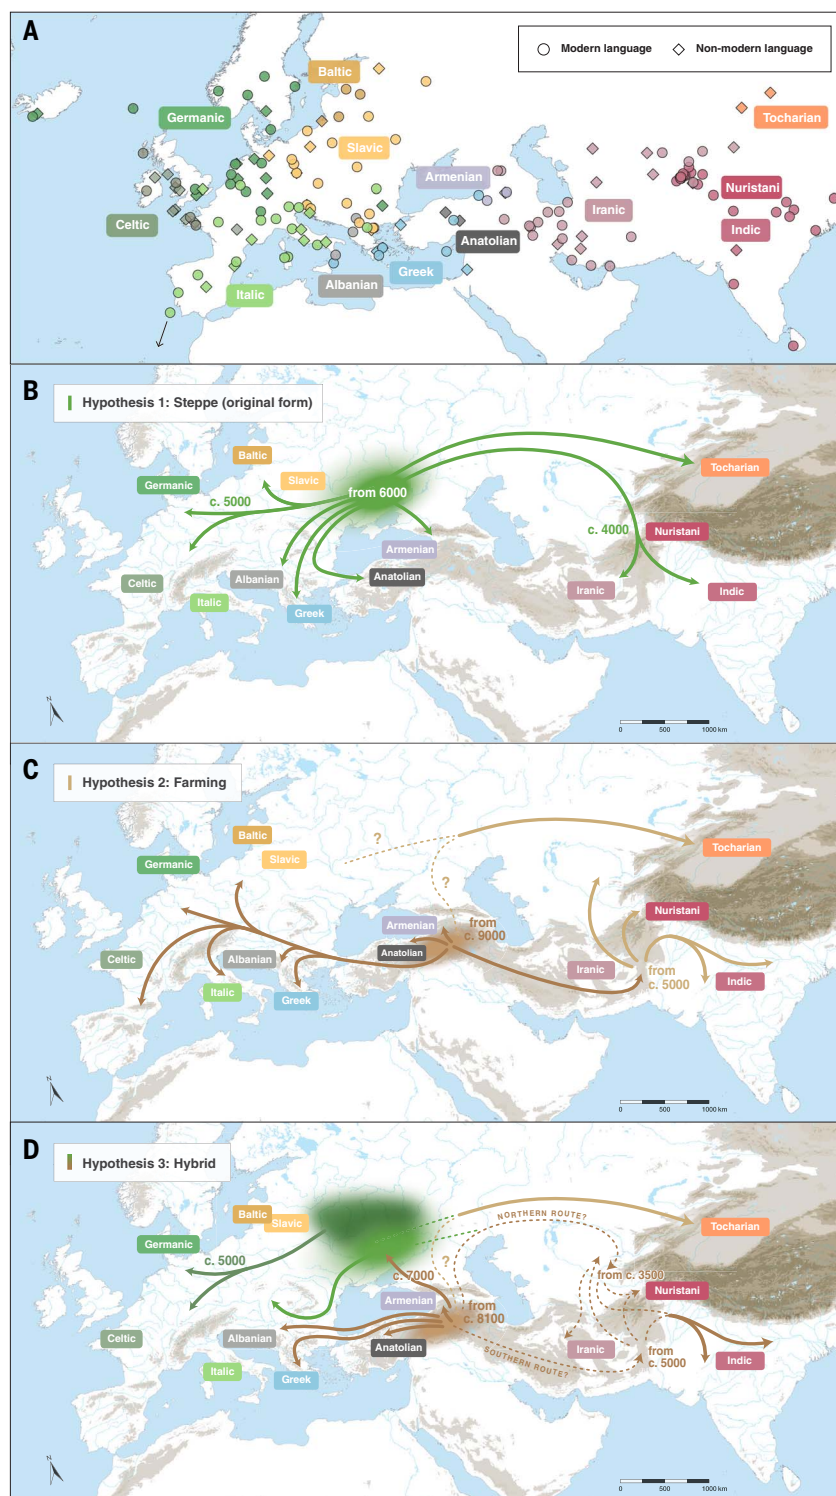 A
Modern language
Non-modern language
Baltic
Germanic
Tocharian
Slavic
Armenian
Nuristani
Iranic
Celtic
Indic
Anatolian
Greek
Albanian
Italic
B
Hypothesis 1: Steppe (original form)
Baltic
Tocharian
Germanic
Slavic
from 6000
c. 5000
c. 4000
Nuristani
Armenian
Albanian
Anatolian
Celtic
Iranic
Indic
Italic
Greek
N
0 500 1000 km
C
Hypothesis 2: Farming
Baltic
?
Tocharian
Slavic
Germanic
?
Nuristani
Armenian
from
c. 9000
Anatolian
Celtic
Albanian
Iranic
from
c. 5000
Indic
Italic
Greek
N
0 500 1000 km
D
Hypothesis 3: Hybrid
Baltic
Slavic
NORTHERN ROUTE?
Tocharian
Germanic
c. 5000
?
c. 7000
from c. 3500
Nuristani
Armenian
from
c. 8100
Celtic
Albanian
Anatolian
SOUTHERN ROUTE?
Iranic
from
c. 5000
Indic
Italic
Greek
N
0 500 1000 km